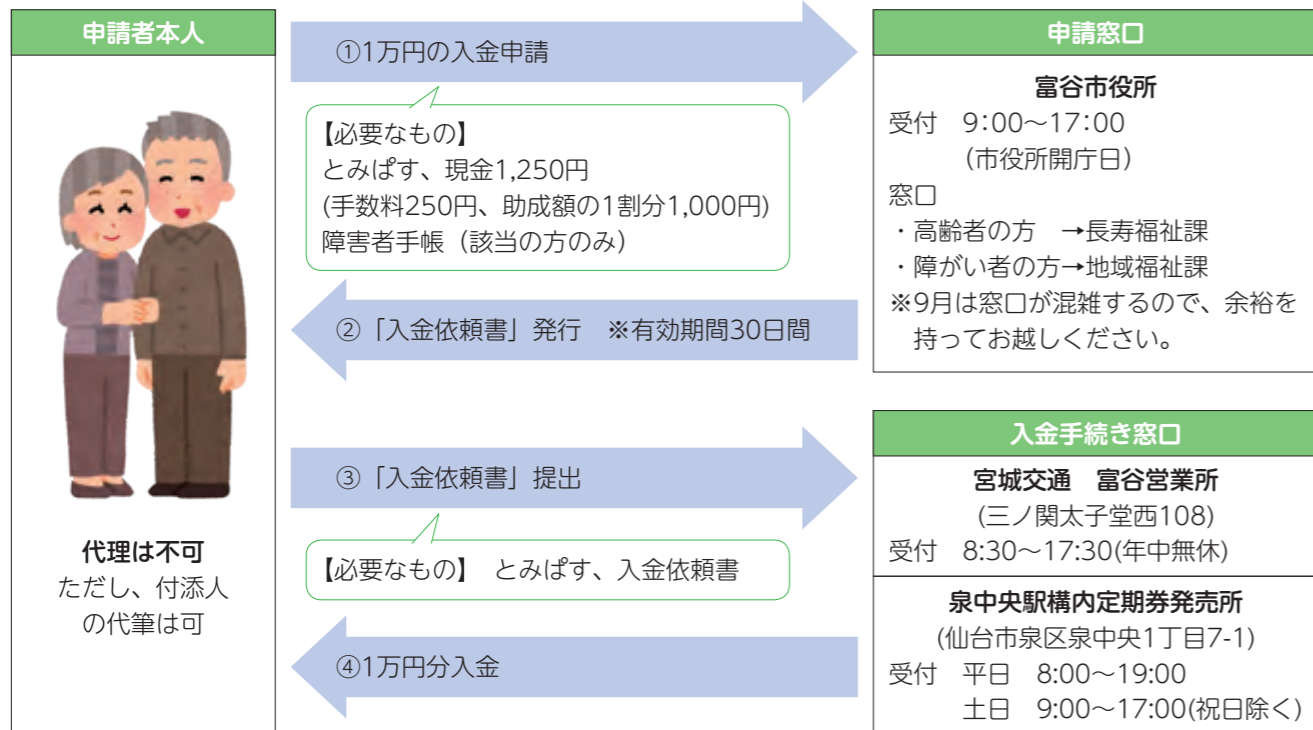 申請者本人
代理は不可
ただし、付添人
の代筆は可
①1万円の入金申請
【必要なもの】
とみぱす、現金1,250円
(手数料250円、助成額の1割分1,000円)
障害者手帳（該当の方のみ）
②「入金依頼書」発行　※有効期間30日間
③「入金依頼書」提出
【必要なもの】　とみぱす、入金依頼書
④1万円分入金
申請窓口
富谷市役所
受付　9：00〜17：00
（市役所開庁日）
窓口
・高齢者の方　→長寿福祉課
・障がい者の方→地域福祉課
※9月は窓口が混雑するので、余裕を
持ってお越しください。
入金手続き窓口
宮城交通　富谷営業所
(三ノ関太子堂西108)
受付　8:30〜17:30(年中無休)
泉中央駅構内定期券発売所
(仙台市泉区泉中央1丁目7-1)
受付　平日　8:00〜19:00
土日　9:00〜17:00(祝日除く)